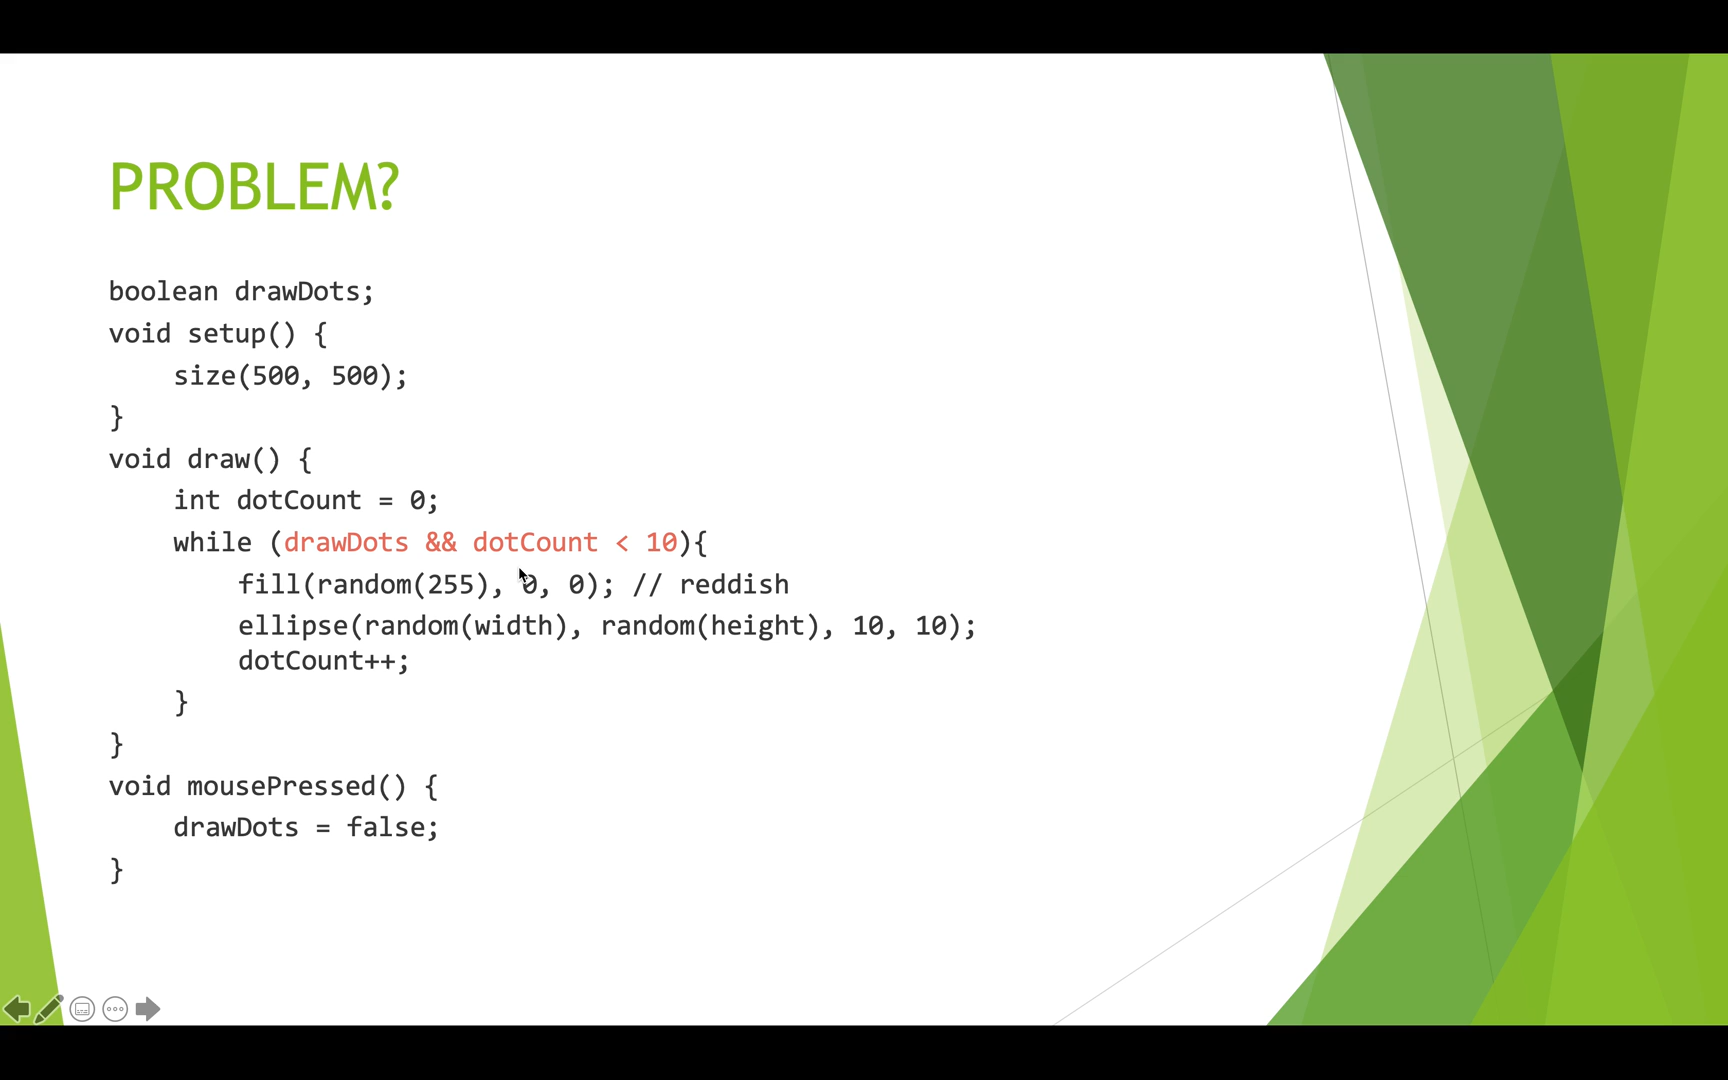 PROBLEM?
boolean drawDots;
void setup() {
size(500, 500);
}
void draw() {
int dotCount = 0;
while (drawDots && dotCount < 10){
fill(random(255), 0, 0); // reddish
ellipse(random(width), random(height), 10, 10);
dotCount++;
}
}
void mousePressed() {
drawDots = false;
}